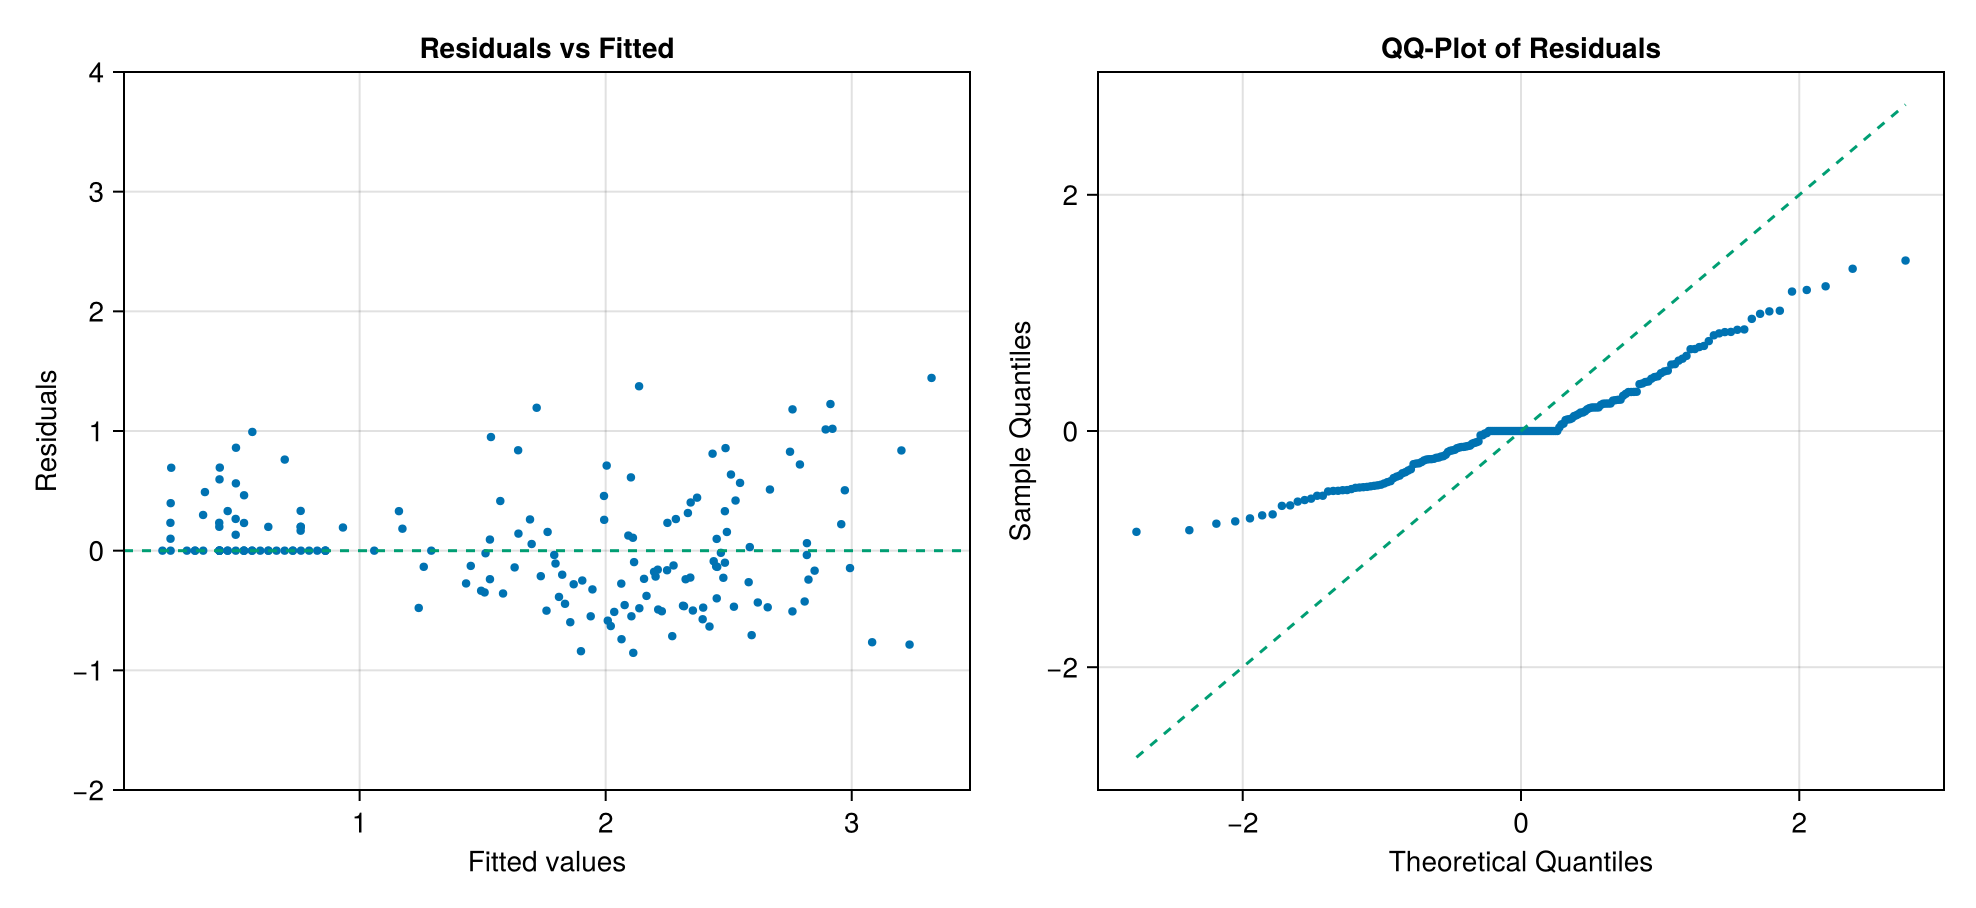 Residuals vs Fitted
4
3
2
1
0
−1
−2
Residuals
1
2
3
Fitted values
QQ-Plot of Residuals
2
0
−2
Sample Quantiles
−2
0
2
Theoretical Quantiles